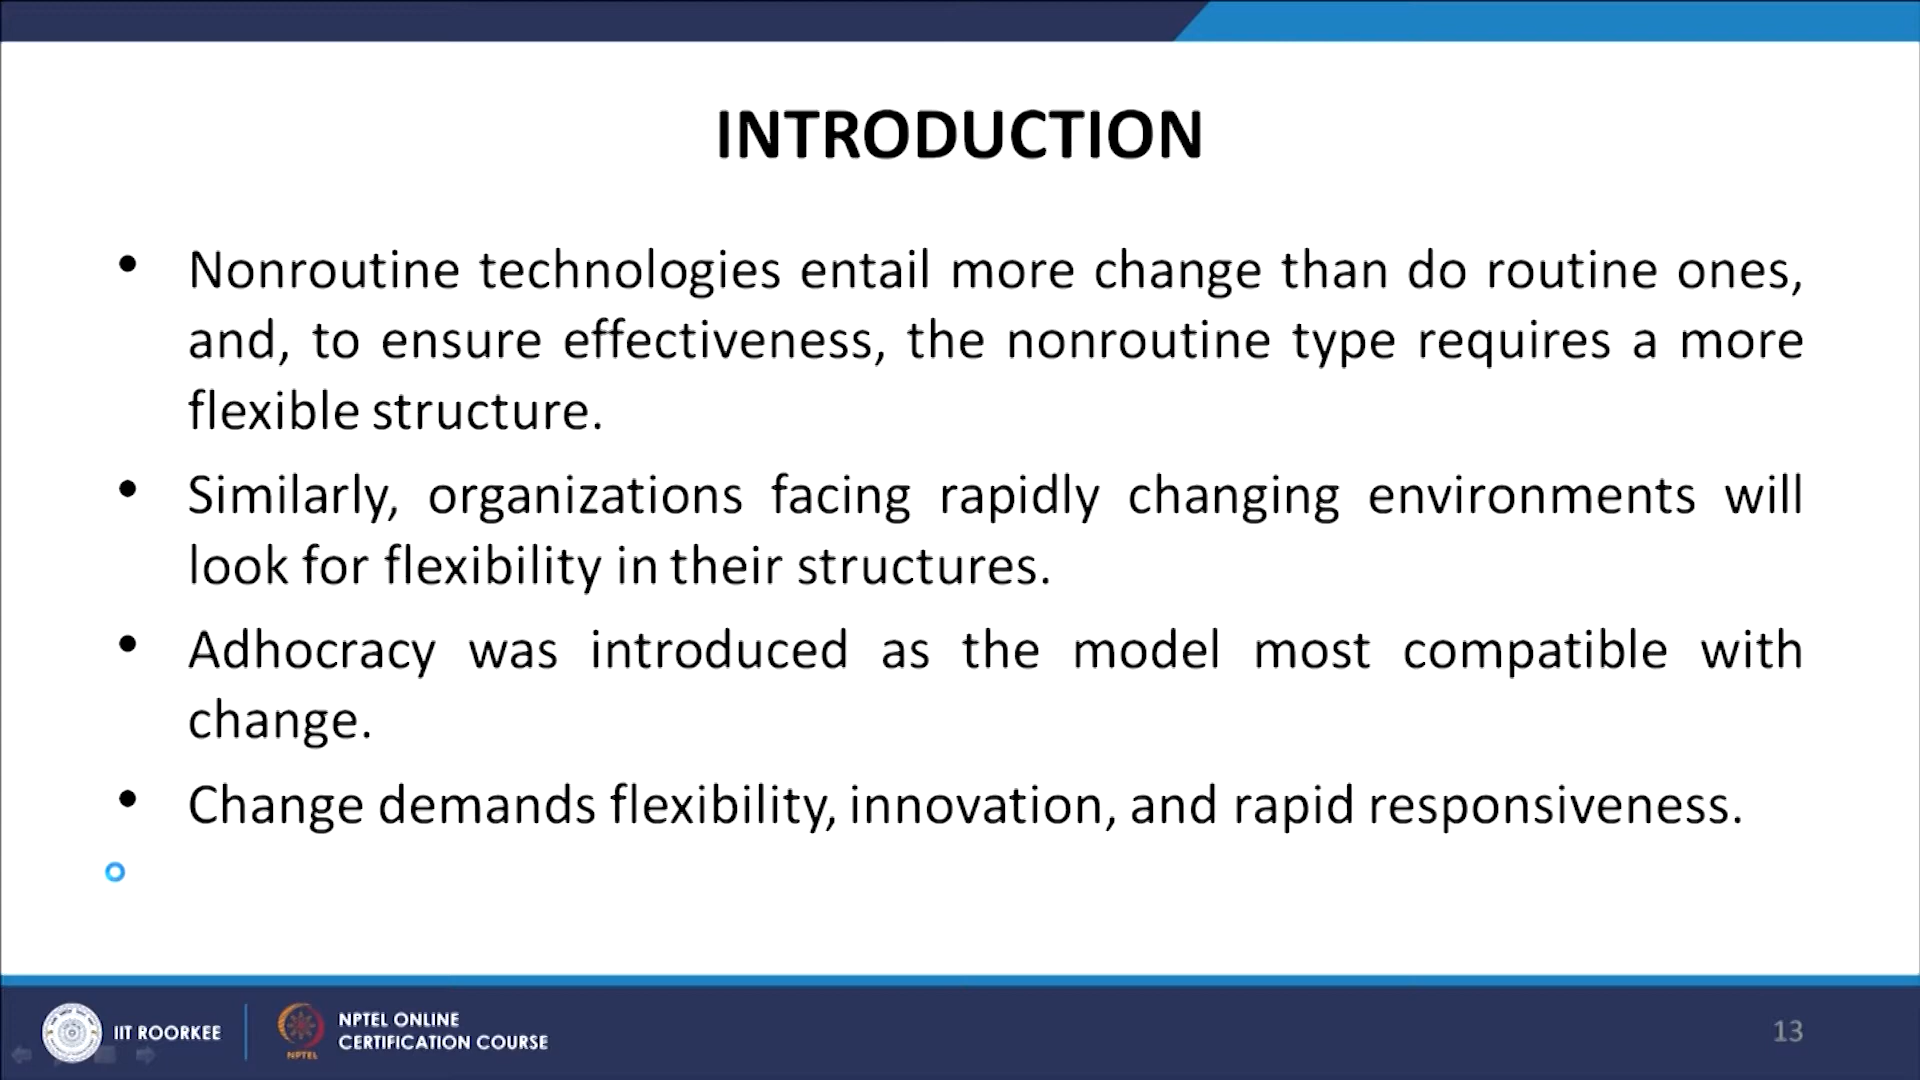 INTRODUCTION
• Nonroutine technologies entail more change than do routine ones,
and, to ensure effectiveness, the nonroutine type requires a more
flexible structure.
• Similarly, organizations facing rapidly changing environments will
look for flexibility in their structures.
• Adhocracy was introduced as the model most compatible with
change.
• Change demands flexibility, innovation, and rapid responsiveness.
IIT ROORKEE
NPTEL
NPTEL ONLINE
CERTIFICATION COURSE
13